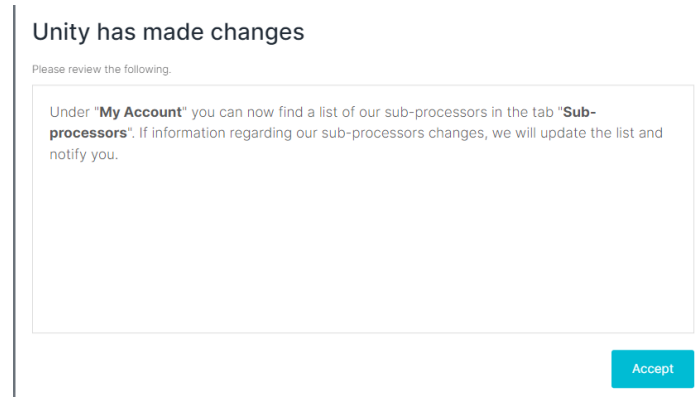 Unity has made changes
Please review the following.
Under "My Account" you can now find a list of our sub-processors in the tab "Sub-
processors". If information regarding our sub-processors changes, we will update the list and
notify you.
Accept